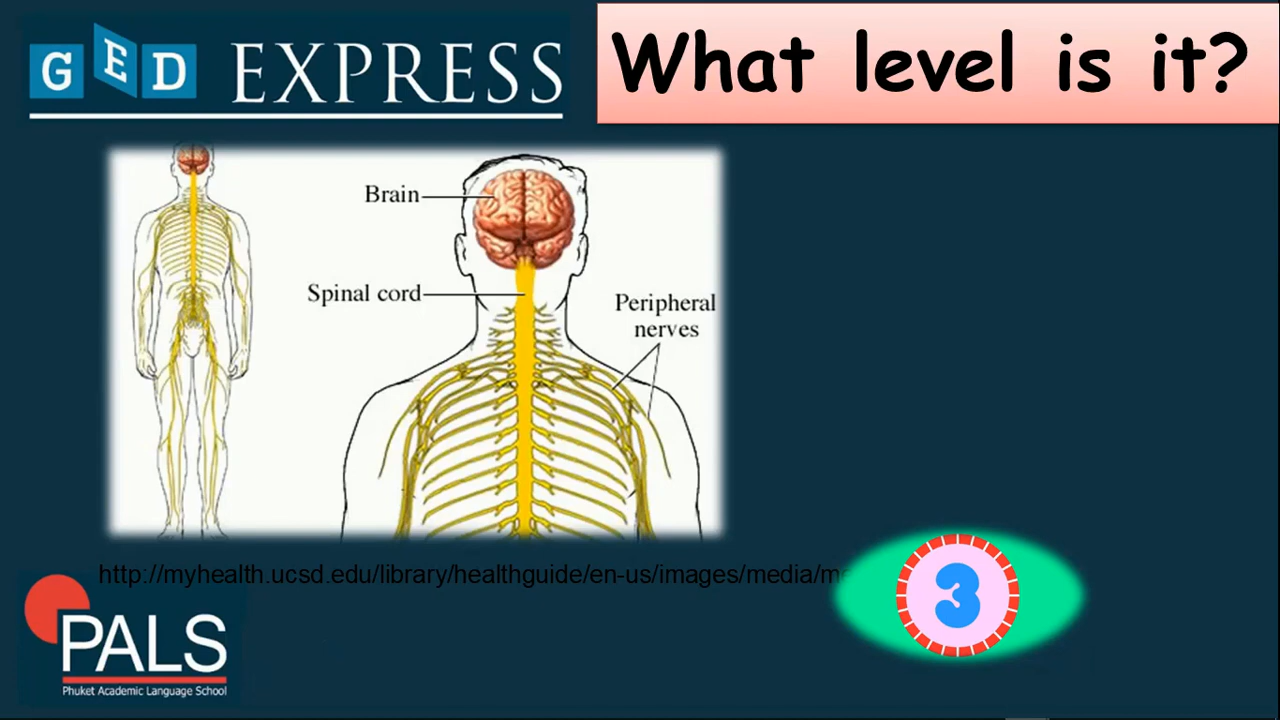 GED EXPRESS
What level is it?
Brain
Spinal cord
Peripheral
nerves
http://myhealth.ucsd.edu/library/healthguide/en-us/images/media/me
3
PALS
Phuket Academic Language School